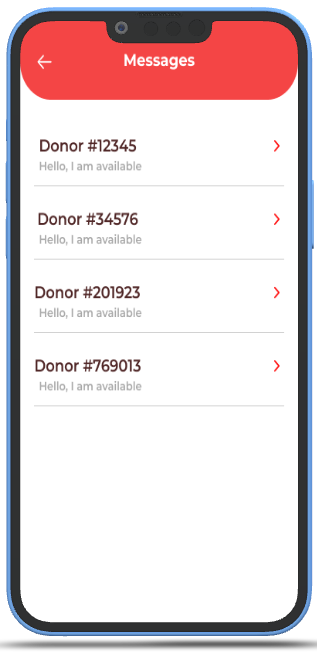 Messages
Donor #12345
Hello, I am available
Donor #34576
Hello, I am available
Donor #201923
Hello, I am available
Donor #769013
Hello, I am available